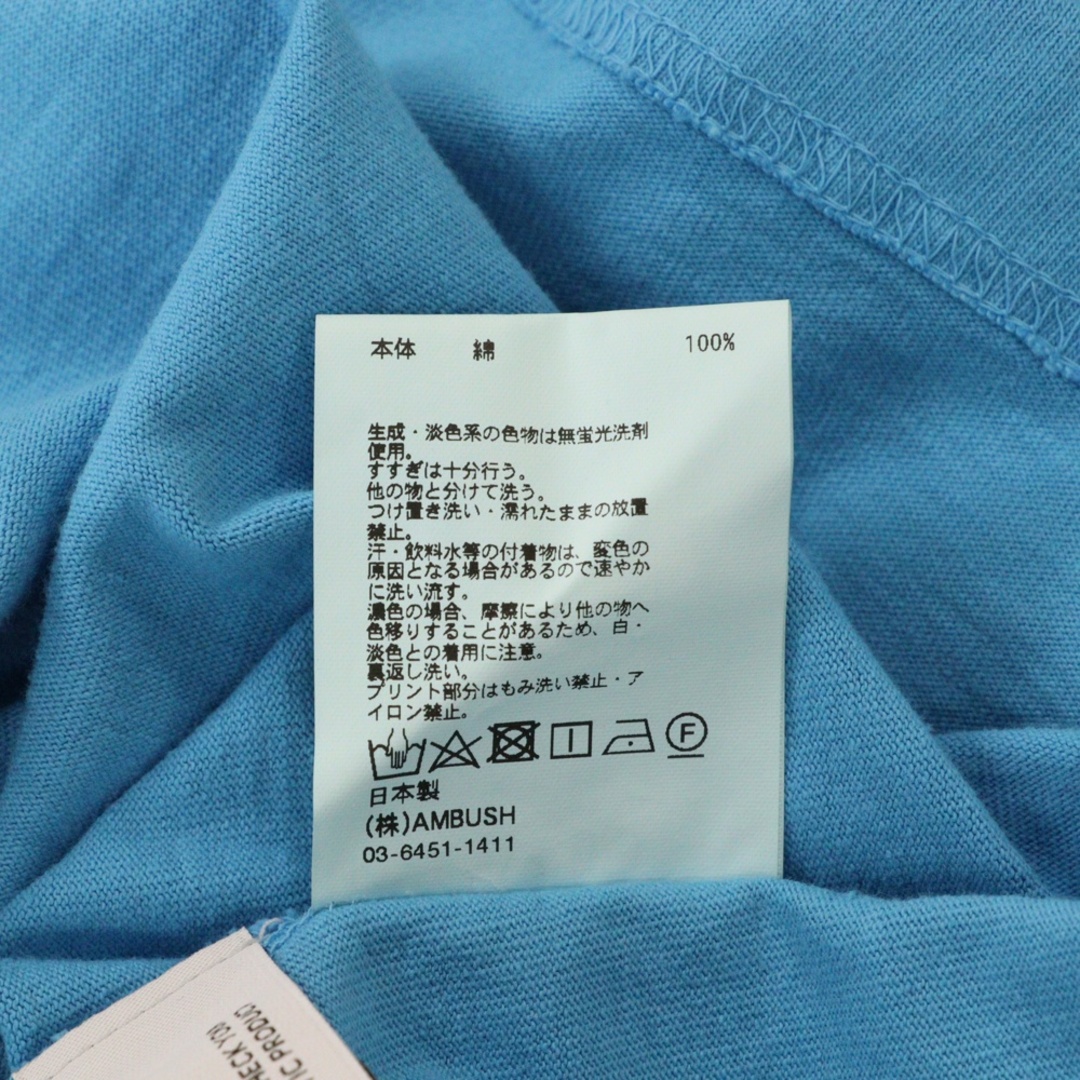 本体 綿 100%
生成・淡色系の色物は無蛍光洗剤
使用。
すすぎは十分行う。
他の物と分けて洗う。
つけ置き洗い・濡れたままの放置
禁止。
汗・飲料水等の付着物は、変色の
原因となる場合があるので速やか
に洗い流す。
濃色の場合、摩擦により他の物へ
色移りすることがあるため、白・
淡色との着用に注意。
裏返し洗い。
プリント部分はもみ洗い禁止・ア
イロン禁止。
F
日本製
(株)AMBUSH
03-6451-1411